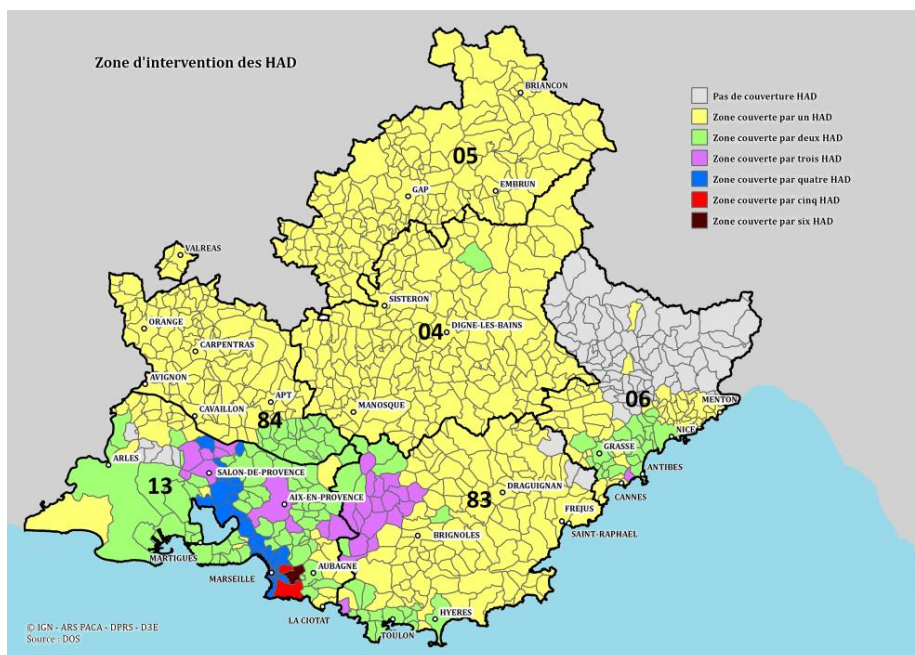 Zone d'intervention des HAD
Pas de couverture HAD
Zone couverte par un HAD
Zone couverte par deux HAD
Zone couverte par trois HAD
Zone couverte par quatre HAD
Zone couverte par cinq HAD
Zone couverte par six HAD
BRIANCON
05
EMBRUN
GAP
VALREAS
SISTERON
ORANGE
04
DIGNE-LES-BAINS
CARPENTRAS
AVIGNON
APT
MANOSQUE
06
MENTON
CAVAILLON
84
NICE
GRASSE
ARLES
SALON-DE-PROVENCE
ANTIBES
13
AIX-EN-PROVENCE
83
DRAGUIGNAN
CANNES
FREJUS
SAINT-RAPHAEL
BRIGNOLES
MARTIGUES
MARSEILLE
AUBAGNE
LA CIOTAT
HYERES
TOULON
© IGN - ARS PACA - DPRS - D3E
Source : DOS